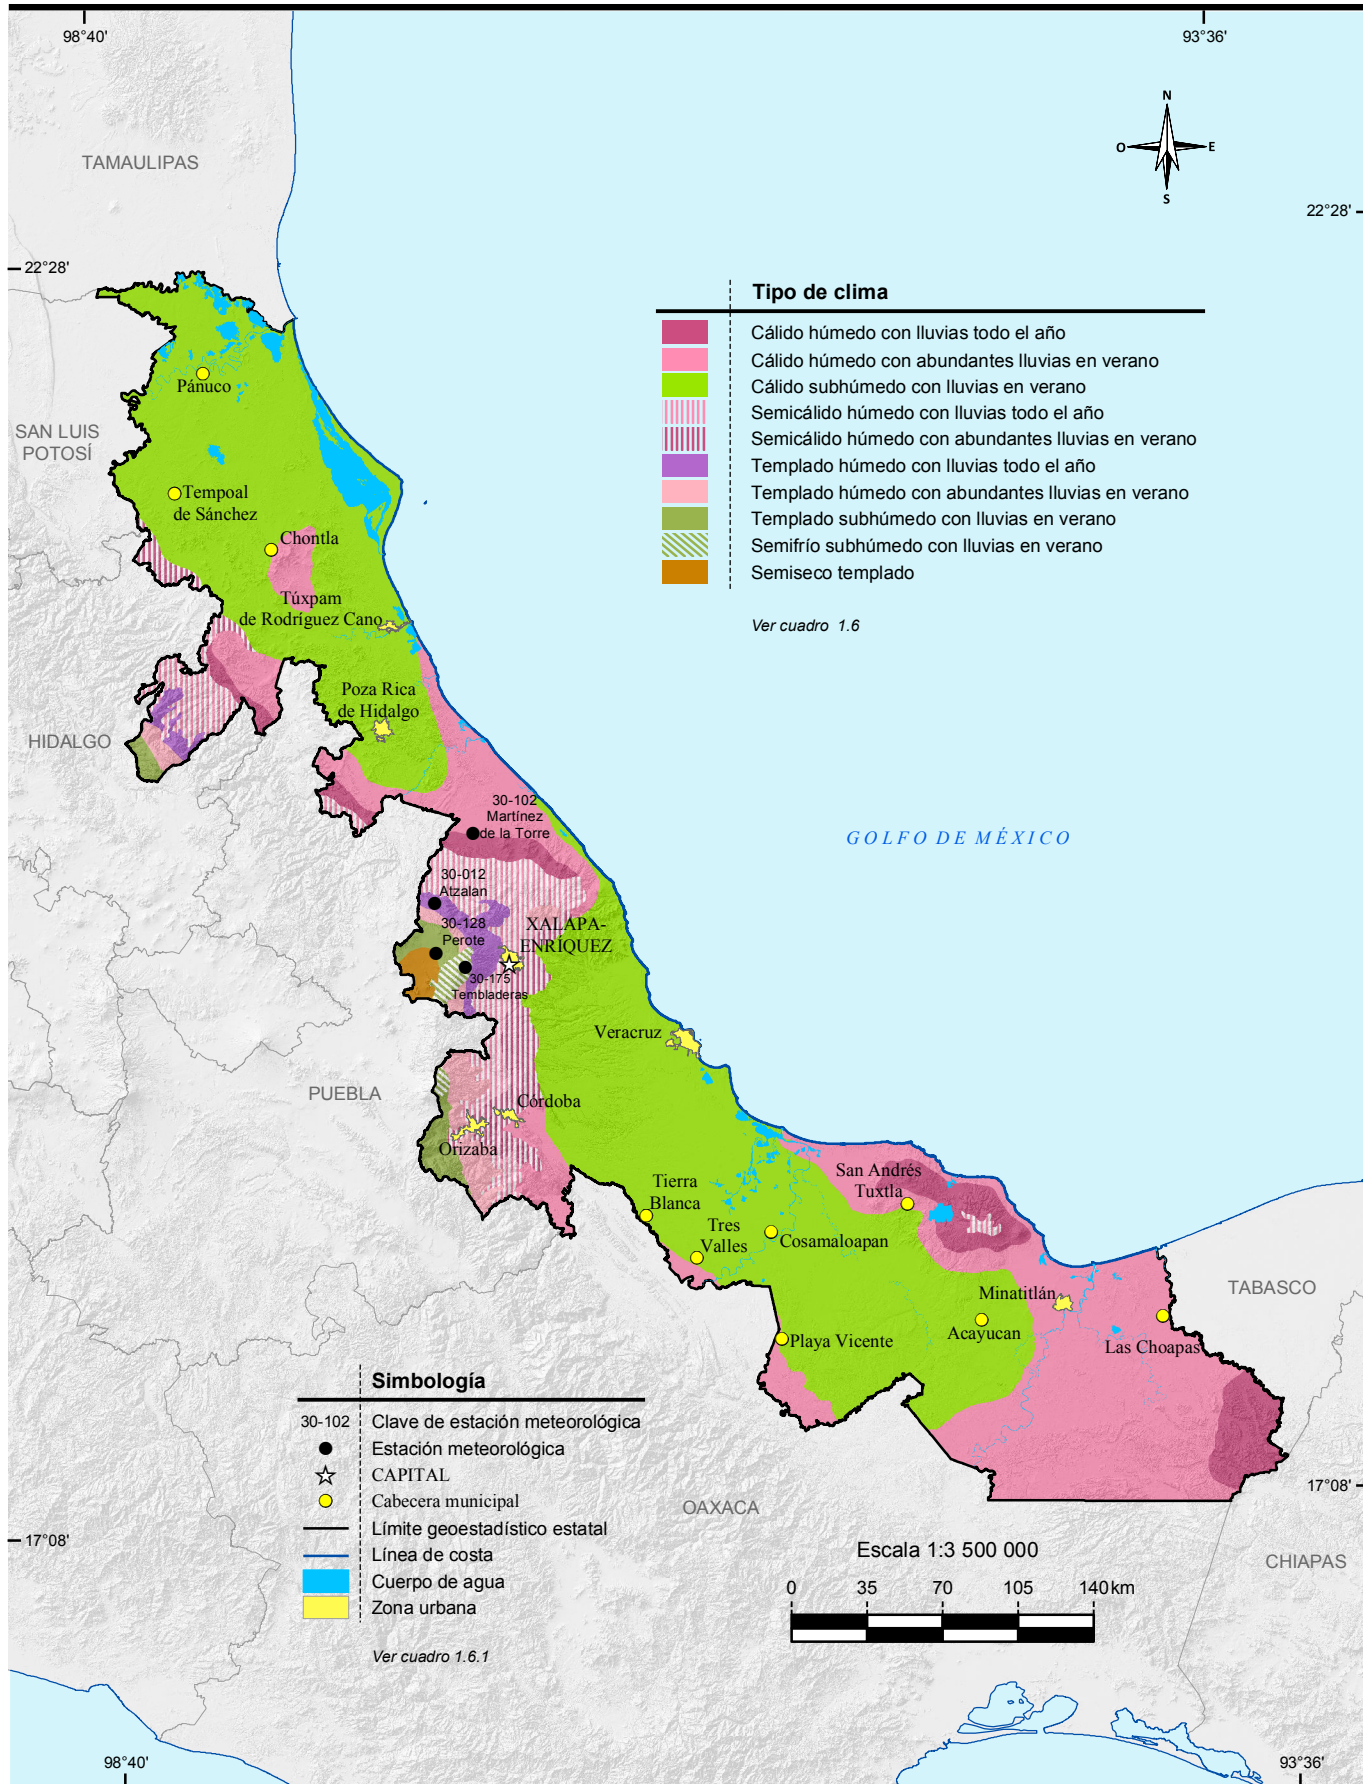 98°40'
93°36'
N
O
E
S
TAMAULIPAS
22°28'
22°28'
Tipo de clima
Cálido húmedo con lluvias todo el año
Cálido húmedo con abundantes lluvias en verano
Cálido subhúmedo con lluvias en verano
Semicálido húmedo con lluvias todo el año
Semicálido húmedo con abundantes lluvias en verano
Templado húmedo con lluvias todo el año
Templado húmedo con abundantes lluvias en verano
Templado subhúmedo con lluvias en verano
Semifrío subhúmedo con lluvias en verano
Semiseco templado
Ver cuadro 1.6
Pánuco
SAN LUIS
POTOSÍ
Tempoal
de Sánchez
Chontla
Túxpam
de Rodríguez Cano
Poza Rica
de Hidalgo
HIDALGO
30-102
Martínez
de la Torre
GOLFO DE MÉXICO
30-012
Atzalan
30-128
Perote
XALAPA-
ENRÍQUEZ
30-175
Tembladeras
Veracruz
PUEBLA
Córdoba
Orizaba
San Andrés
Tuxtla
Tierra
Blanca
Tres
Valles
Cosamaloapan
TABASCO
Minatitlán
Acayucan
Las Choapas
Playa Vicente
Simbología
30-102 Clave de estación meteorológica
Estación meteorológica
CAPITAL
Cabecera municipal
Límite geoestadístico estatal
Línea de costa
Cuerpo de agua
Zona urbana
Ver cuadro 1.6.1
OAXACA
17°08'
17°08'
CHIAPAS
Escala 1:3 500 000
0 35 70 105 140 km
98°40'
93°36'